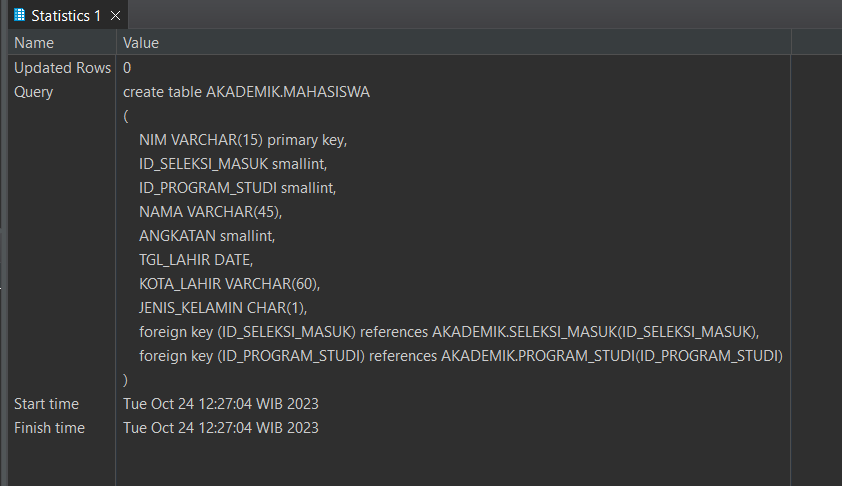 Statistics 1
Name Value
Updated Rows 0
Query create table AKADEMIK.MAHASISWA
(
NIM VARCHAR(15) primary key,
ID_SELEKSI_MASUK smallint,
ID_PROGRAM_STUDI smallint,
NAMA VARCHAR(45),
ANGKATAN smallint,
TGL_LAHIR DATE,
KOTA_LAHIR VARCHAR(60),
JENIS_KELAMIN CHAR(1),
foreign key (ID_SELEKSI_MASUK) references AKADEMIK.SELEKSI_MASUK(ID_SELEKSI_MASUK),
foreign key (ID_PROGRAM_STUDI) references AKADEMIK.PROGRAM_STUDI(ID_PROGRAM_STUDI)
)
Start time Tue Oct 24 12:27:04 WIB 2023
Finish time Tue Oct 24 12:27:04 WIB 2023